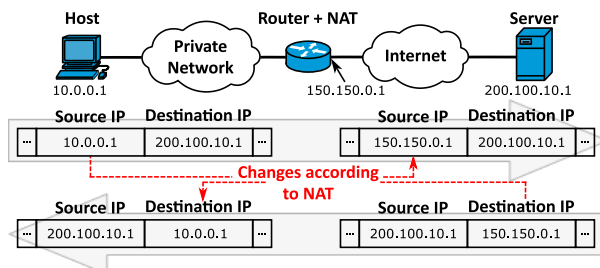 Host
Router + NAT
Server
Private
Network
Internet
10.0.0.1
150.150.0.1
200.100.10.1
Source IP Destination IP
Source IP Destination IP
... 10.0.0.1 200.100.10.1 ...
... 150.150.0.1 200.100.10.1 ...
Changes according
to NAT
Source IP Destination IP
Source IP Destination IP
... 200.100.10.1 10.0.0.1 ...
... 200.100.10.1 150.150.0.1 ...